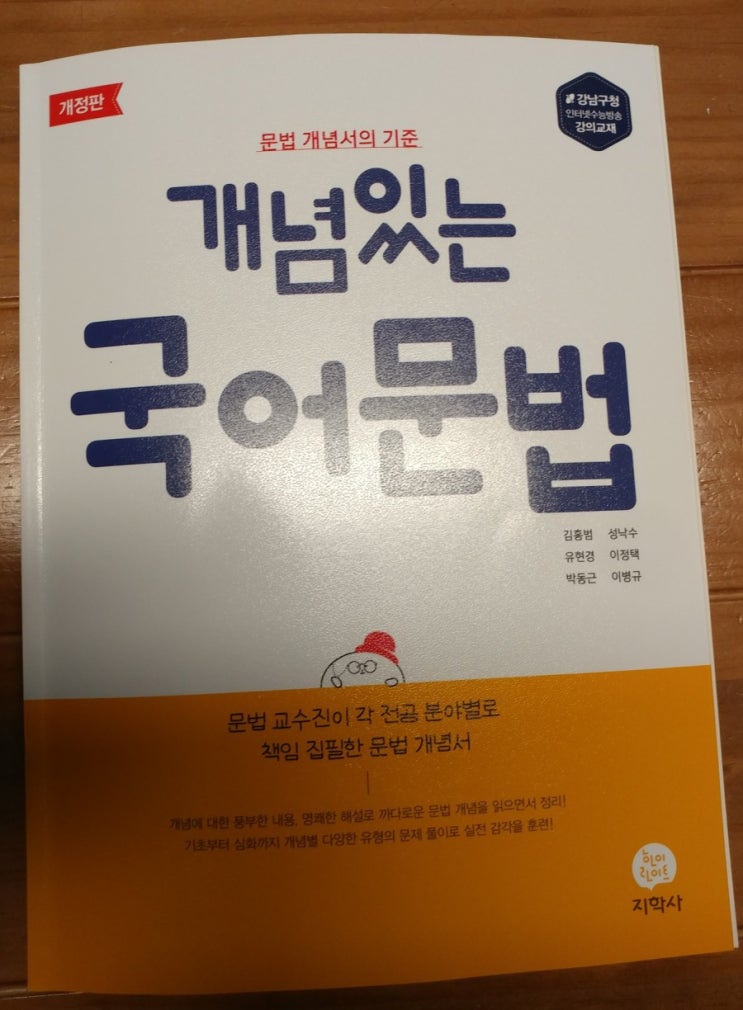 개정판
강남구청
인터넷수능방송
강의교재
문법 개념서의 기준
개념있는
국어문법
김홍범 성낙수
유현경 이정택
박동근 이병규
문법 교수진이 각 전공 분야별로
책임 집필한 문법 개념서
개념에 대한 풍부한 내용, 명쾌한 해설로 까다로운 문법 개념을 읽으면서 정리!
기초부터 심화까지 개념별 다양한 유형의 문제 풀이로 실전 감각을 훈련!
하이
라이트
지학사